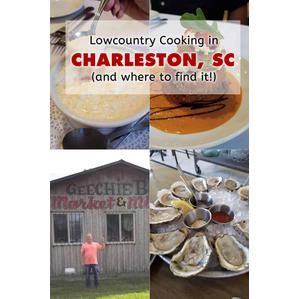 Lowcountry Cooking in
CHARLESTON, SC
(and where to find it!)
GEECHIE B
Market & M